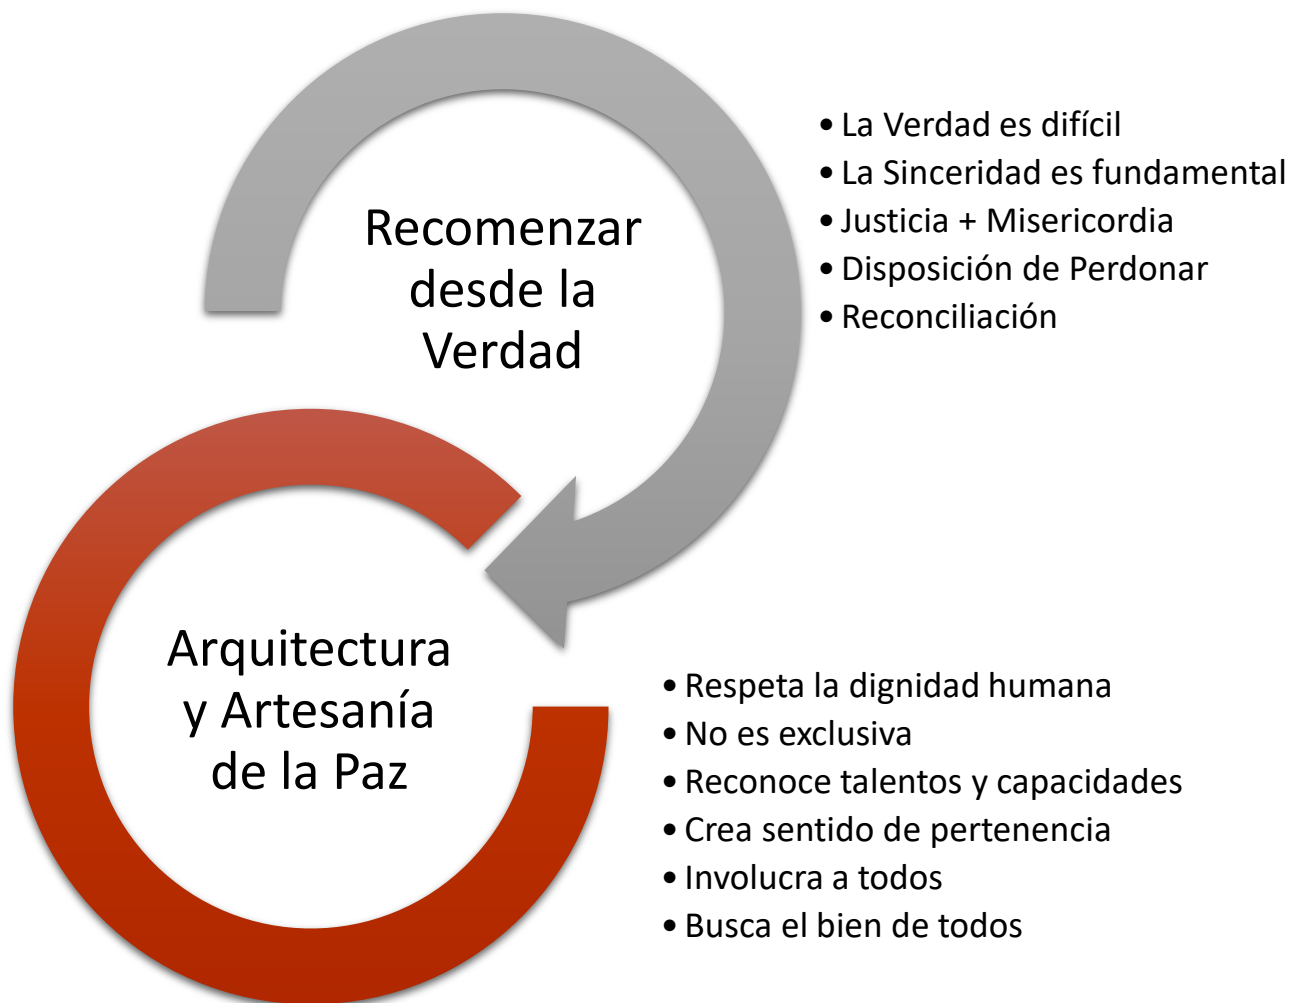 Recomenzar
desde la
Verdad
• La Verdad es difícil
• La Sinceridad es fundamental
• Justicia + Misericordia
• Disposición de Perdonar
• Reconciliación
Arquitectura
y Artesanía
de la Paz
• Respeta la dignidad humana
• No es exclusiva
• Reconoce talentos y capacidades
• Crea sentido de pertenencia
• Involucra a todos
• Busca el bien de todos